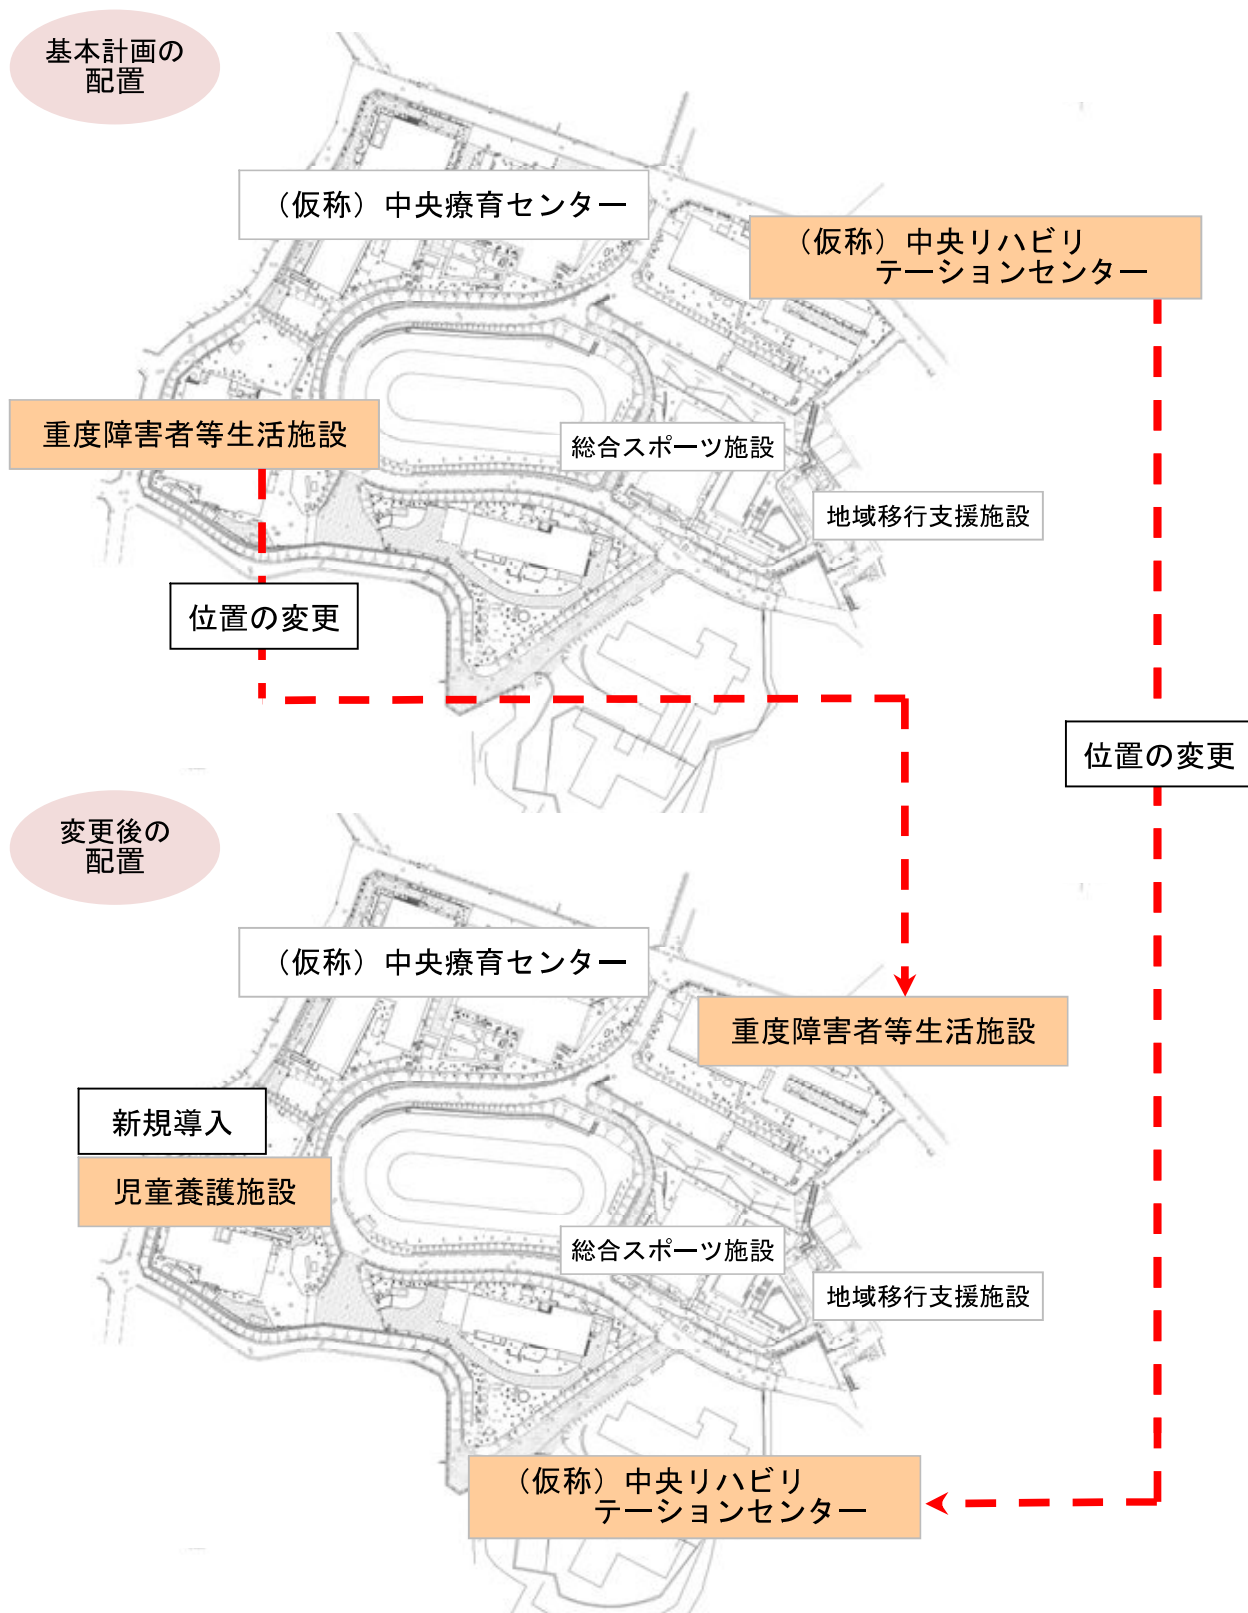 基本計画の
配置
（仮称）中央療育センター
（仮称）中央リハビリ
テーションセンター
重度障害者等生活施設
総合スポーツ施設
地域移行支援施設
位置の変更
位置の変更
変更後の
配置
（仮称）中央療育センター
重度障害者等生活施設
新規導入
児童養護施設
総合スポーツ施設
地域移行支援施設
（仮称）中央リハビリ
テーションセンター